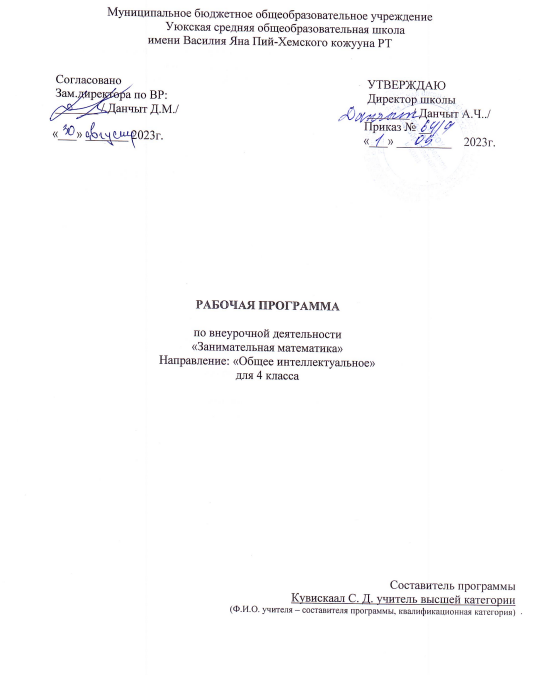 Муниципальное бюджетное общеобразовательное учреждение
Уюкская средняя общеобразовательная школа
имени Василия Яна Пий-Хемского кожууна РТ
Согласовано
Зам.директора по ВР:
/ Данчыт Д.М./
«30» августа 2023г.
УТВЕРЖДАЮ
Директор школы
Данчыт /Данчыт А.Ч../
Приказ № 64/9
«1» 09 2023г.
РАБОЧАЯ ПРОГРАММА
по внеурочной деятельности
«Занимательная математика»
Направление: «Общее интеллектуальное»
для 4 класса
Составитель программы
Кувискаал С. Д. учитель высшей категории
(Ф.И.О. учителя – составителя программы, квалификационная категория) .